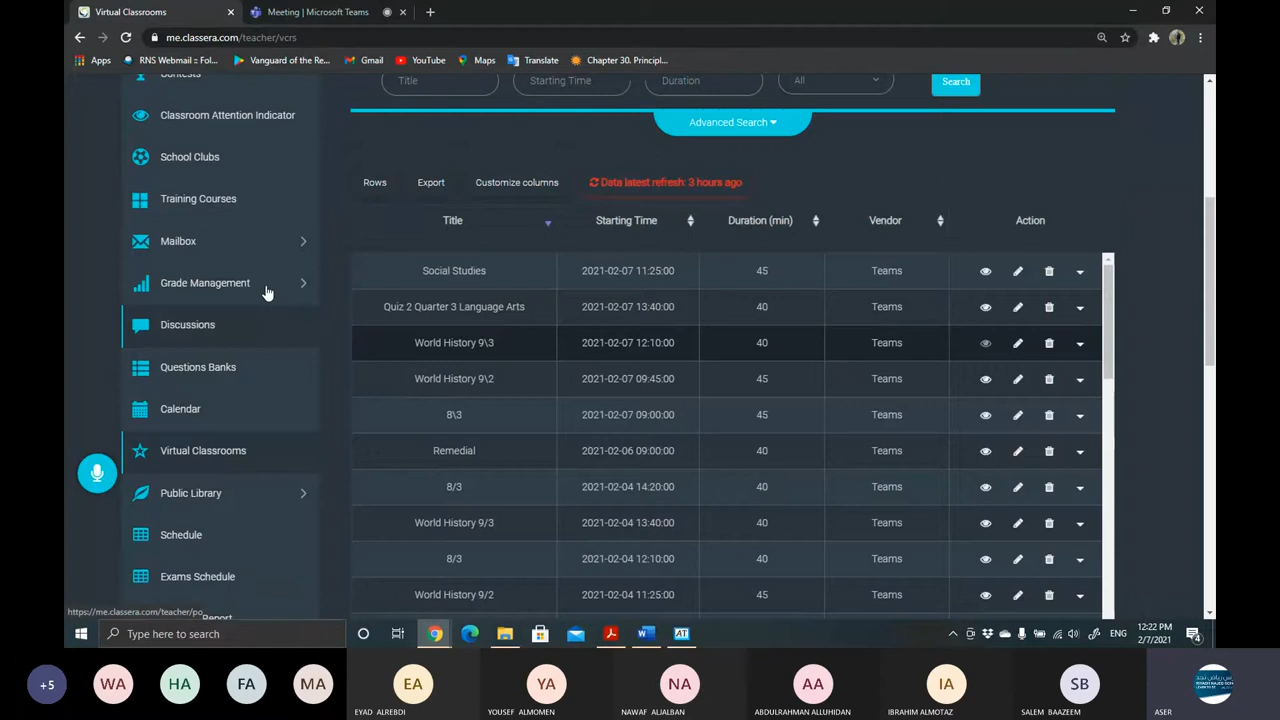 Virtual Classrooms
Meeting | Microsoft Teams
me.classera.com/teacher/vcrs
Apps
RNS Webmail :: Fol...
Vanguard of the Re...
Gmail
YouTube
Maps
Translate
Chapter 30. Principl...
Contests
Classroom Attention Indicator
School Clubs
Training Courses
Mailbox
Grade Management
Discussions
Questions Banks
Calendar
Virtual Classrooms
Public Library
Schedule
Exams Schedule
Report
https://me.classera.com/teacher/po
Title
Starting Time
Duration
All
Search
Advanced Search
Rows
Export
Customize columns
Data latest refresh: 3 hours ago
Title Starting Time Duration (min) Vendor Action
Social Studies 2021-02-07 11:25:00 45 Teams
Quiz 2 Quarter 3 Language Arts 2021-02-07 13:40:00 40 Teams
World History 9\3 2021-02-07 12:10:00 40 Teams
World History 9\2 2021-02-07 09:45:00 45 Teams
8\3 2021-02-07 09:00:00 45 Teams
Remedial 2021-02-06 09:00:00 40 Teams
8/3 2021-02-04 14:20:00 40 Teams
World History 9/3 2021-02-04 13:40:00 40 Teams
8/3 2021-02-04 12:10:00 40 Teams
World History 9/2 2021-02-04 11:25:00 45 Teams
Type here to search
AT
ENG
12:22 PM
2/7/2021
4
+5
WA
HA
FA
MA
EA
EYAD ALREBDI
YA
YOUSEF ALMOMEN
NA
NAWAF ALJALBAN
AA
ABDULRAHMAN ALLUHIDAN
IA
IBRAHIM ALMOTAZ
SB
SALEM BAAZEEM
ASER